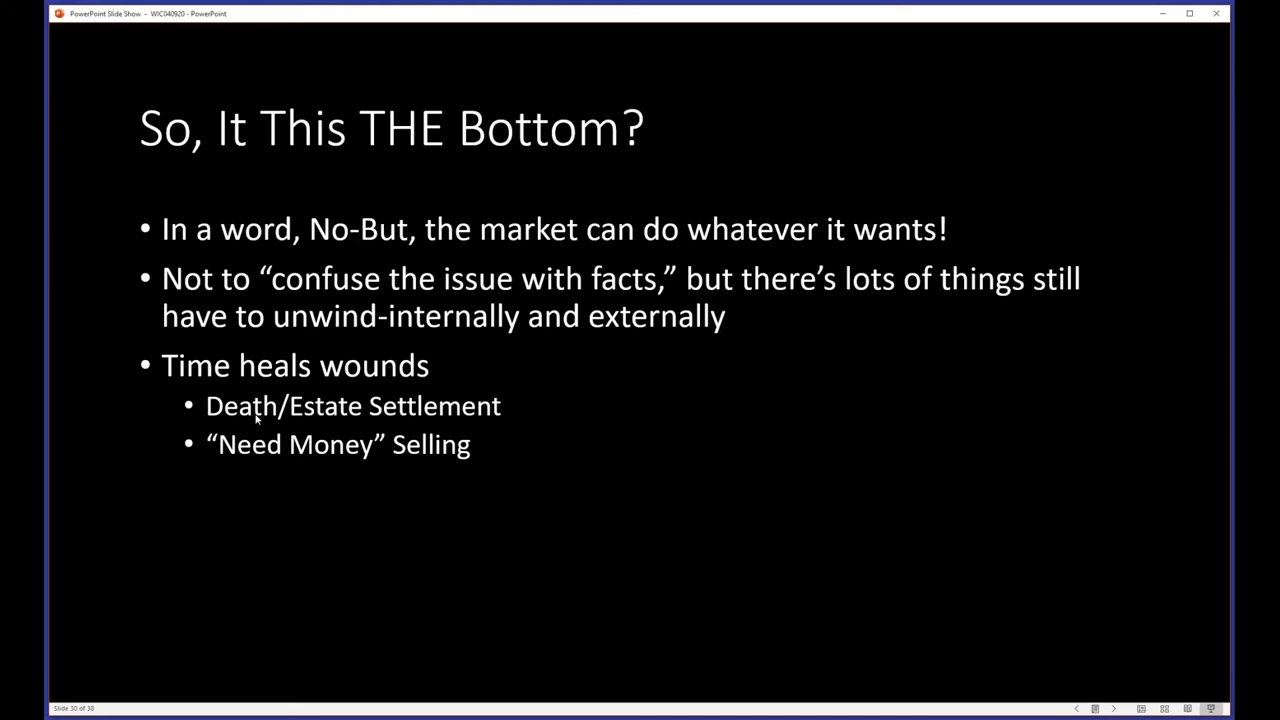 PowerPoint Slide Show - WIC040920 - PowerPoint
So, It This THE Bottom?
• In a word, No-But, the market can do whatever it wants!
• Not to “confuse the issue with facts,” but there’s lots of things still
have to unwind-internally and externally
• Time heals wounds
• Death/Estate Settlement
• “Need Money” Selling
Slide 30 of 38